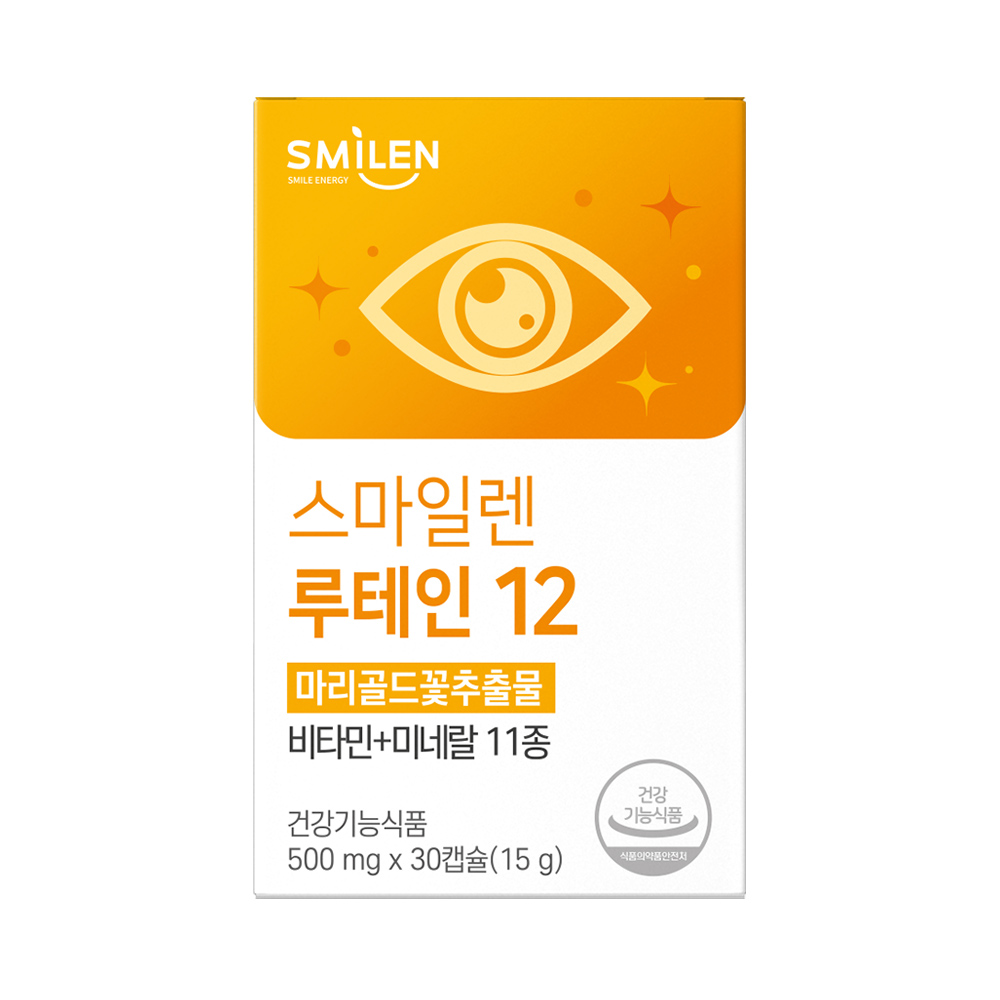 SMiLEN
SMILE ENERGY
스마일렌
루테인 12
마리골드꽃추출물
비타민+미네랄 11종
건강기능식품
500 mg x 30캡슐(15 g)
건강
기능식품
식품의약품안전처